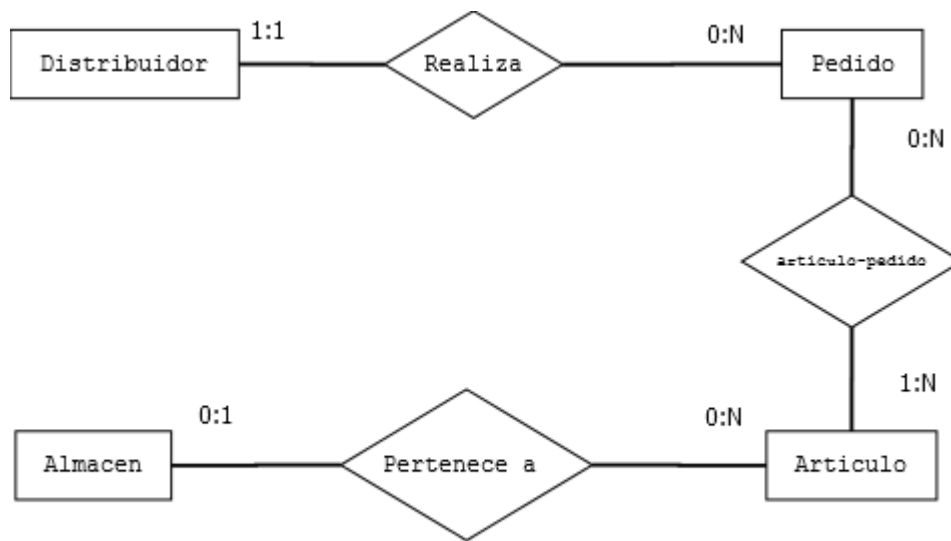 1:1
0:N
Distribuidor
Realiza
Pedido
0:N
articulo-pedido
1:N
0:1
0:N
Almacen
Pertenece a
Articulo